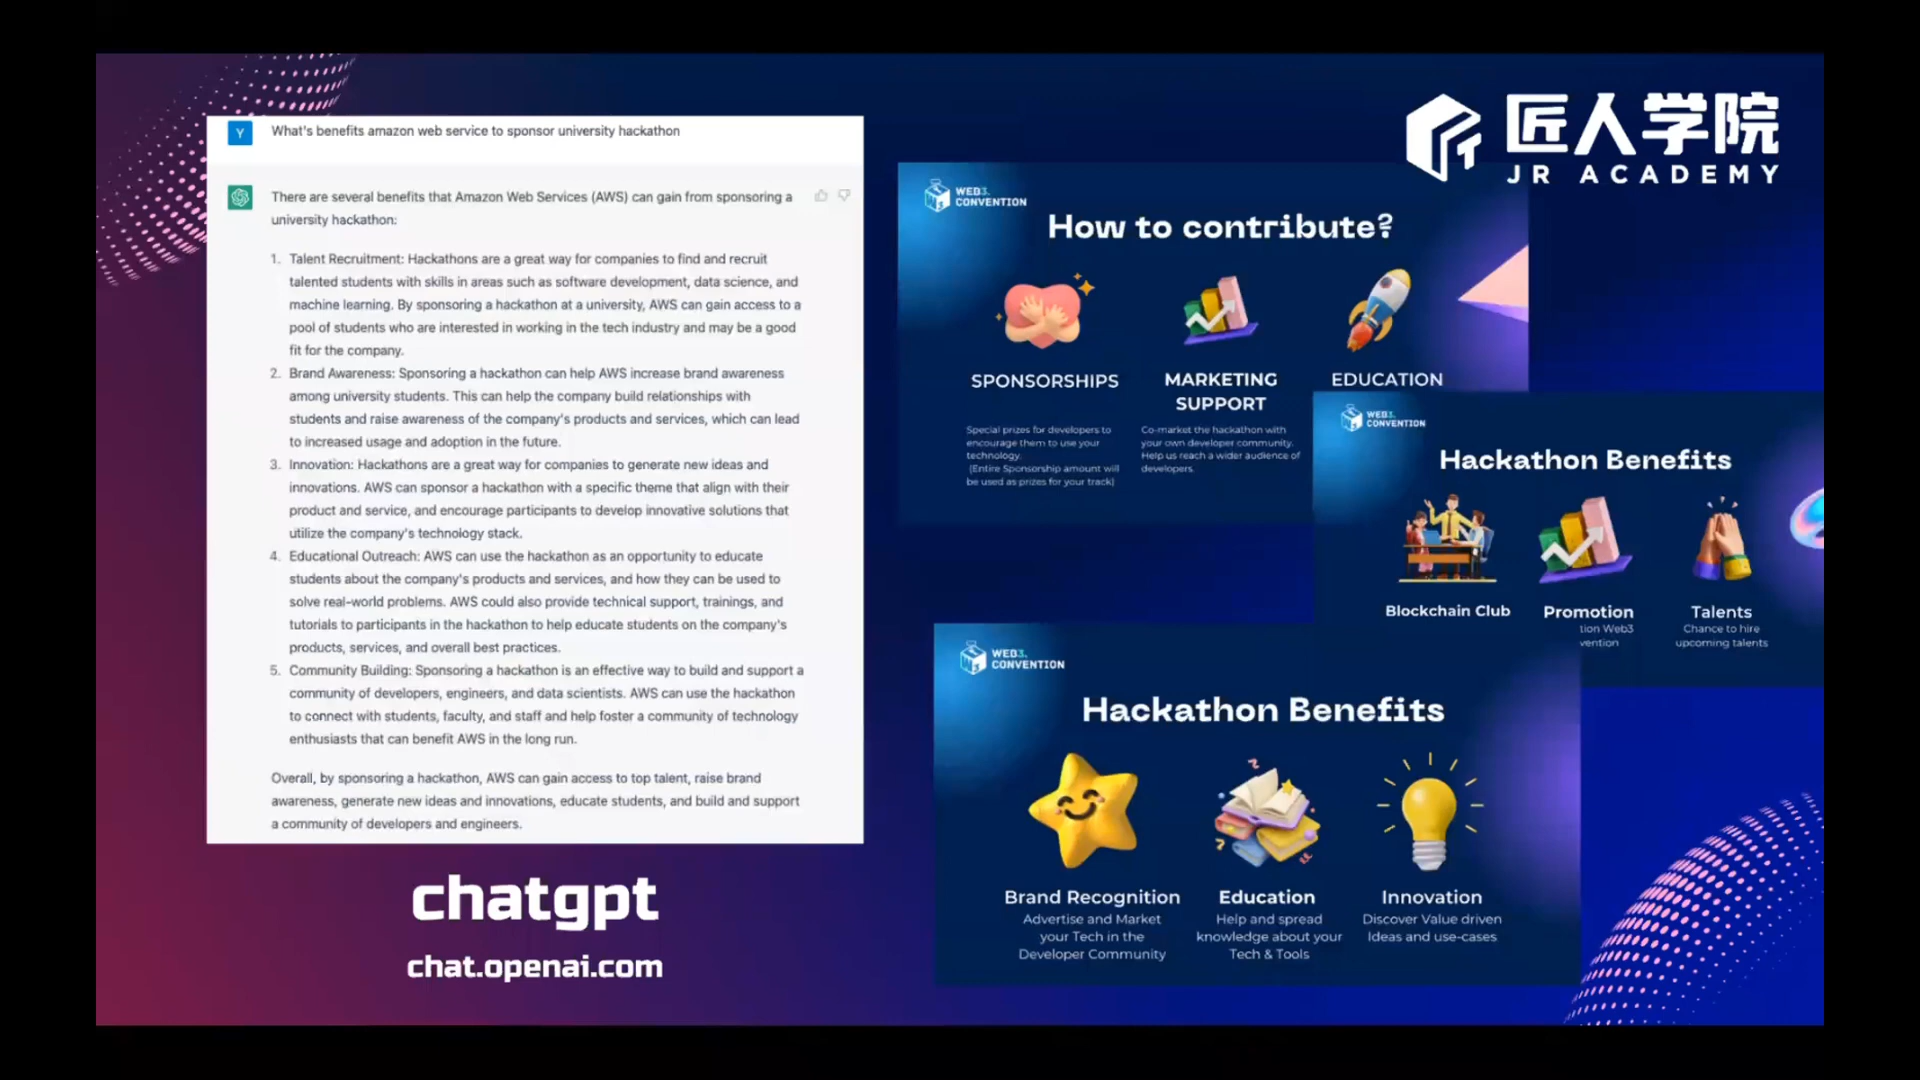 匠人学院
JR ACADEMY
Y
What's benefits amazon web service to sponsor university hackathon
There are several benefits that Amazon Web Services (AWS) can gain from sponsoring a
university hackathon:
1. Talent Recruitment: Hackathons are a great way for companies to find and recruit
talented students with skills in areas such as software development, data science, and
machine learning. By sponsoring a hackathon at a university, AWS can gain access to a
pool of students who are interested in working in the tech industry and may be a good
fit for the company.
2. Brand Awareness: Sponsoring a hackathon can help AWS increase brand awareness
among university students. This can help the company build relationships with
students and raise awareness of the company's products and services, which can lead
to increased usage and adoption in the future.
3. Innovation: Hackathons are a great way for companies to generate new ideas and
innovations. AWS can sponsor a hackathon with a specific theme that align with their
product and service, and encourage participants to develop innovative solutions that
utilize the company's technology stack.
4. Educational Outreach: AWS can use the hackathon as an opportunity to educate
students about the company's products and services, and how they can be used to
solve real-world problems. AWS could also provide technical support, trainings, and
tutorials to participants in the hackathon to help educate students on the company's
products, services, and overall best practices.
5. Community Building: Sponsoring a hackathon is an effective way to build and support a
community of developers, engineers, and data scientists. AWS can use the hackathon
to connect with students, faculty, and staff and help foster a community of technology
enthusiasts that can benefit AWS in the long run.
Overall, by sponsoring a hackathon, AWS can gain access to top talent, raise brand
awareness, generate new ideas and innovations, educate students, and build and support
a community of developers and engineers.
chatgpt
chat.openai.com
WEB3.
CONVENTION
How to contribute?
SPONSORSHIPS
Special prizes for developers to
encourage them to use your
technology.
(Entire Sponsorship amount will
be used as prizes for your track)
MARKETING
SUPPORT
Co-market the hackathon with
your own developer community.
Help us reach a wider audience of
developers.
EDUCATION
WEB3.
CONVENTION
Hackathon Benefits
Blockchain Club
Promotion
tion Web3
vention
Talents
Chance to hire
upcoming talents
WEB3.
CONVENTION
Hackathon Benefits
Brand Recognition
Advertise and Market
your Tech in the
Developer Community
Education
Help and spread
knowledge about your
Tech & Tools
Innovation
Discover Value driven
Ideas and use-cases